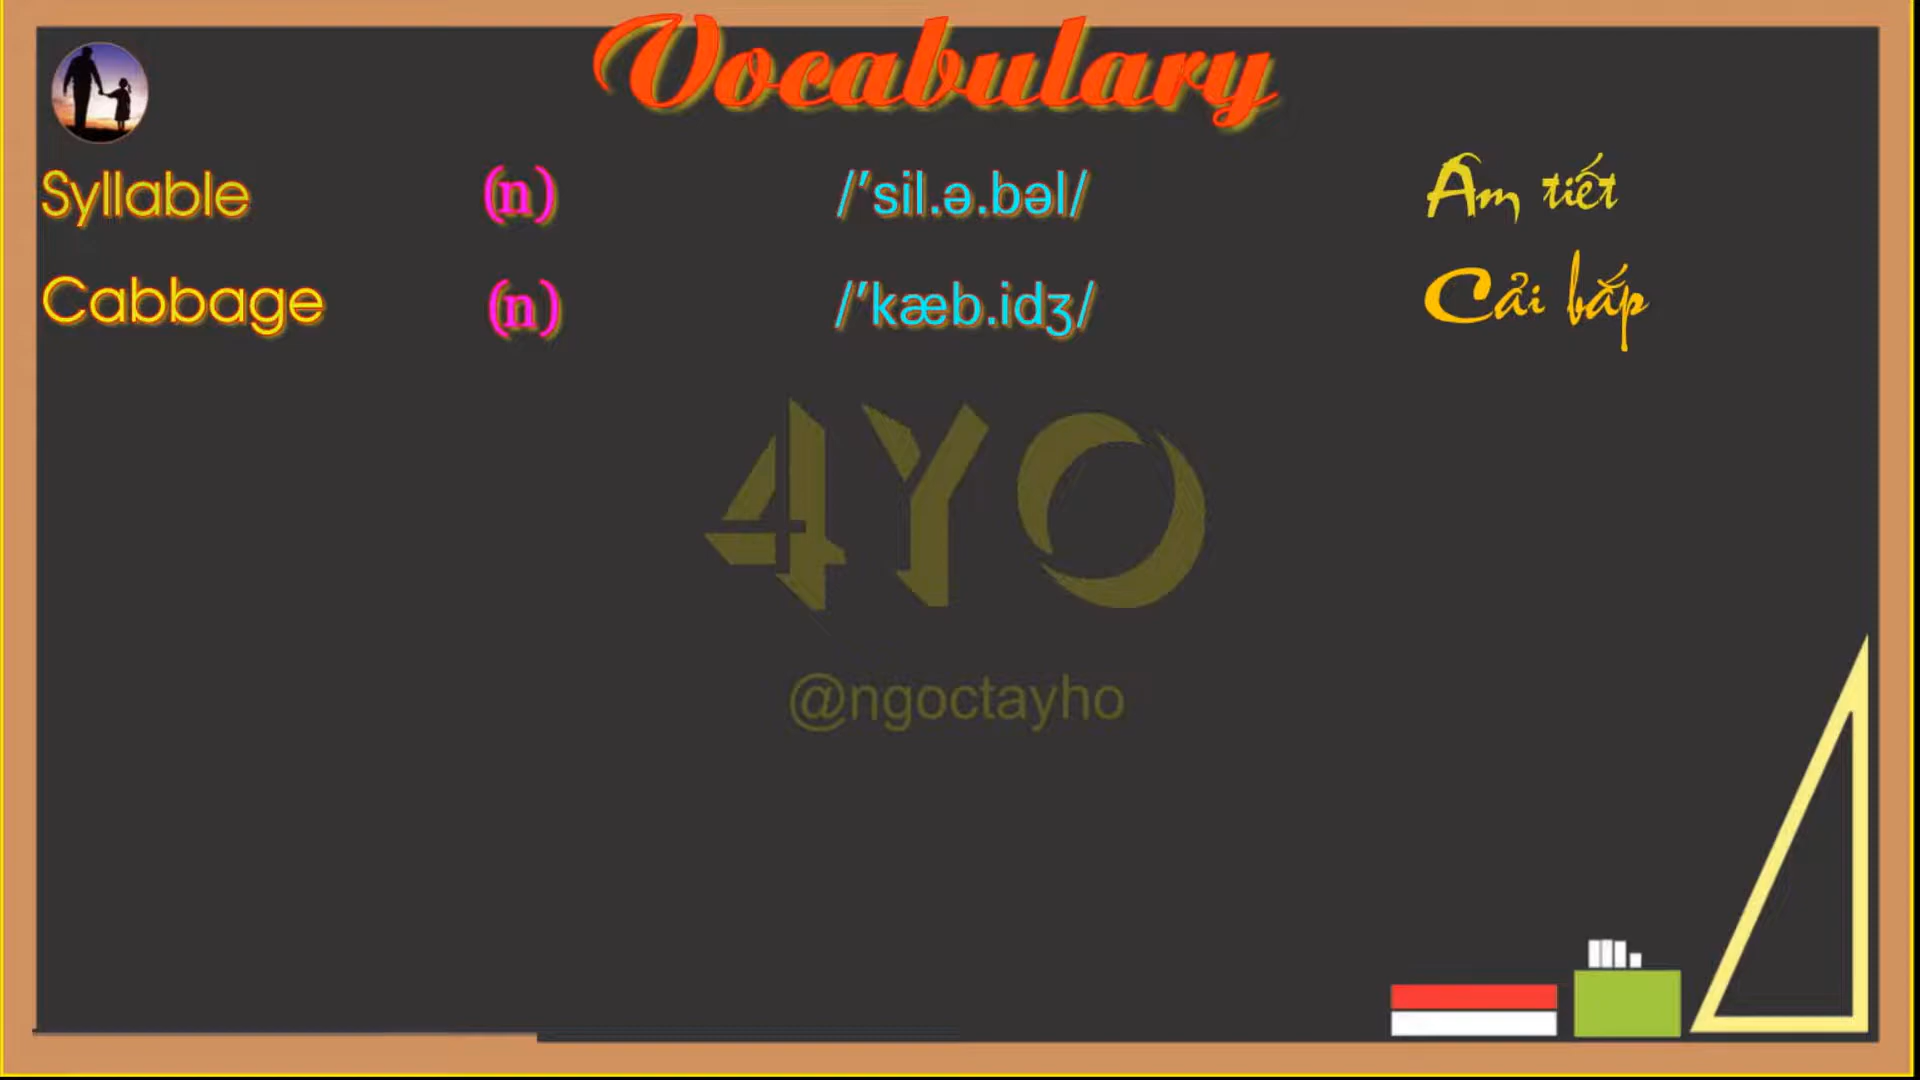 Vocabulary
Syllable (n) /'sil.ə.bəl/ Âm tiết
Cabbage (n) /'kæb.idʒ/ Cải bắp
4YO
@ngoctayho